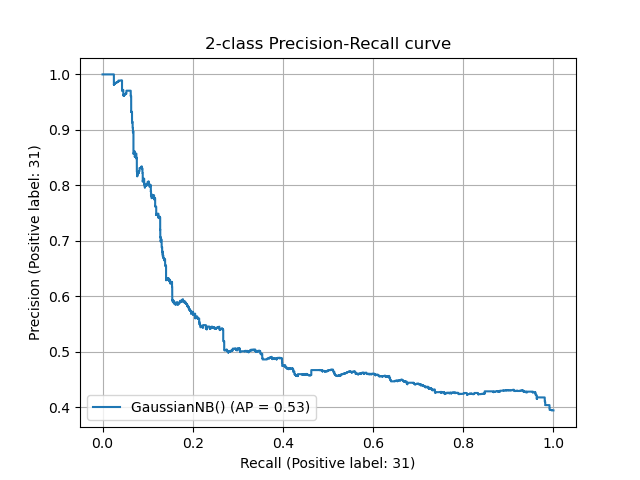 2-class Precision-Recall curve
1.0
0.9
0.8
0.7
0.6
0.5
0.4
Precision (Positive label: 31)
GaussianNB() (AP = 0.53)
0.0 0.2 0.4 0.6 0.8 1.0
Recall (Positive label: 31)